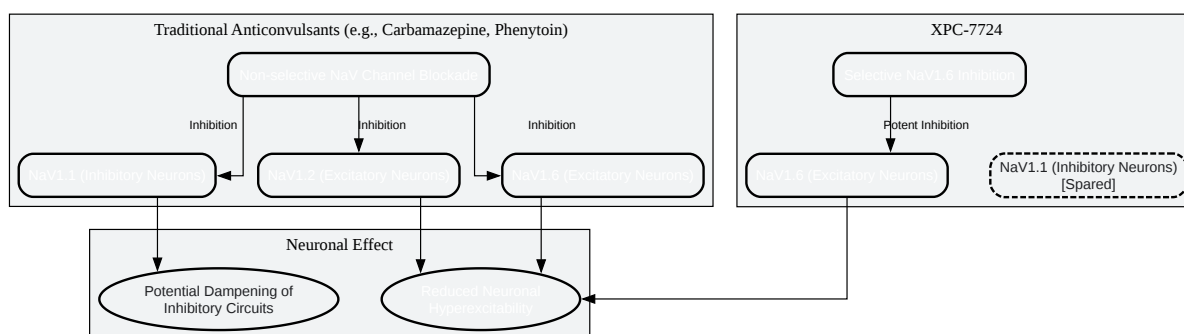 Traditional Anticonvulsants (e.g., Carbamazepine, Phenytoin)
XPC-7724
Non-selective NaV Channel Blockade
Selective NaV1.6 Inhibition
Inhibition
Inhibition
Inhibition
Potent Inhibition
NaV1.1 (Inhibitory Neurons)
NaV1.2 (Excitatory Neurons)
NaV1.6 (Excitatory Neurons)
NaV1.6 (Excitatory Neurons)
NaV1.1 (Inhibitory Neurons)
[Spared]
Neuronal Effect
Potential Dampening of
Inhibitory Circuits
Reduced Neuronal
Hyperexcitability